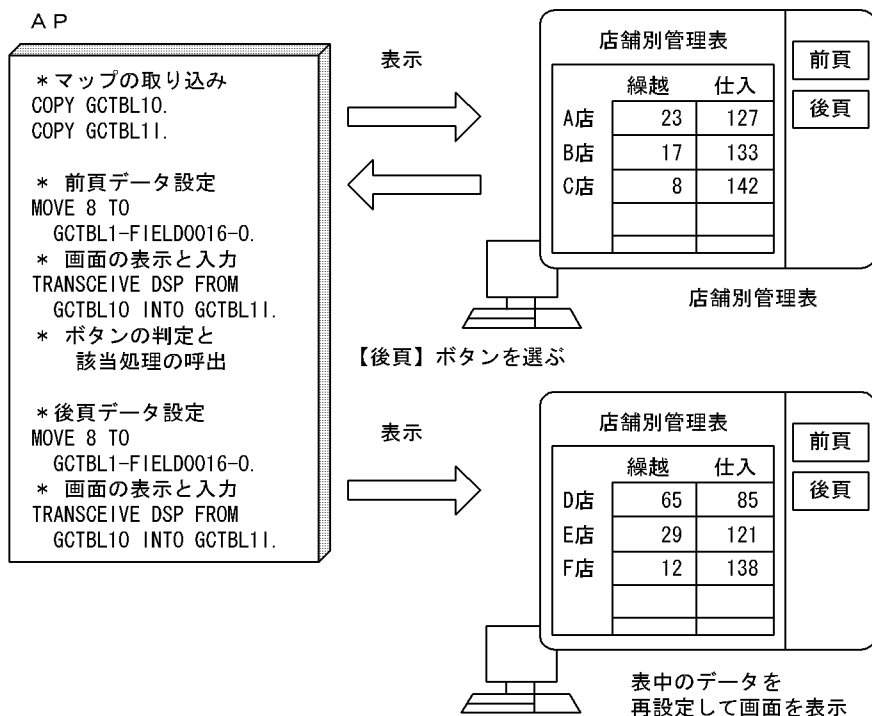 ＡＰ
＊マップの取り込み
COPY GCTBL1O.
COPY GCTBL1I.
＊ 前頁データ設定
MOVE 8 TO
GCTBL1-FIELD0016-O.
＊ 画面の表示と入力
TRANSCEIVE DSP FROM
GCTBL1O INTO GCTBL1I.
＊ ボタンの判定と
該当処理の呼出
＊後頁データ設定
MOVE 8 TO
GCTBL1-FIELD0016-O.
＊ 画面の表示と入力
TRANSCEIVE DSP FROM
GCTBL1O INTO GCTBL1I.
表示
店舗別管理表
繰越 仕入
A店 23 127
B店 17 133
C店 8 142
前頁
後頁
店舗別管理表
【後頁】ボタンを選ぶ
表示
店舗別管理表
繰越 仕入
D店 65 85
E店 29 121
F店 12 138
前頁
後頁
表中のデータを
再設定して画面を表示